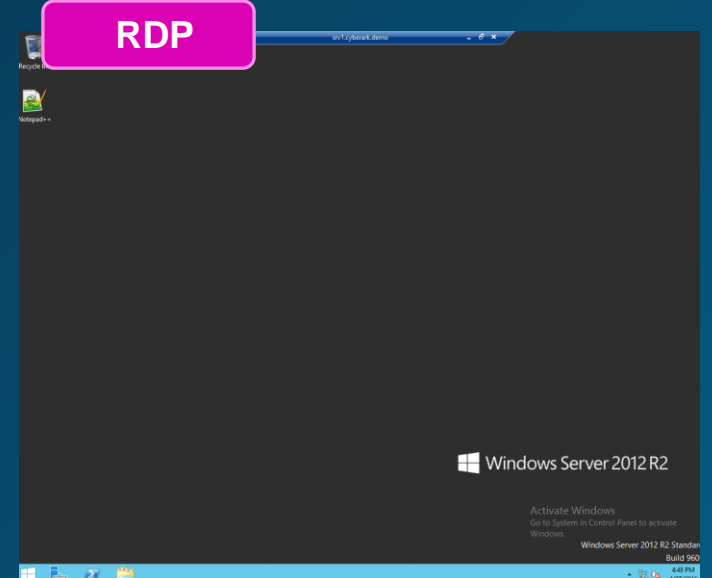 RDP
srv1.cyberark.demo
Recycle
Notepad++
Windows Server 2012 R2
Activate Windows
Go to System in Control Panel to activate
Windows.
Windows Server 2012 R2 Standar
Build 960
4:48 PM